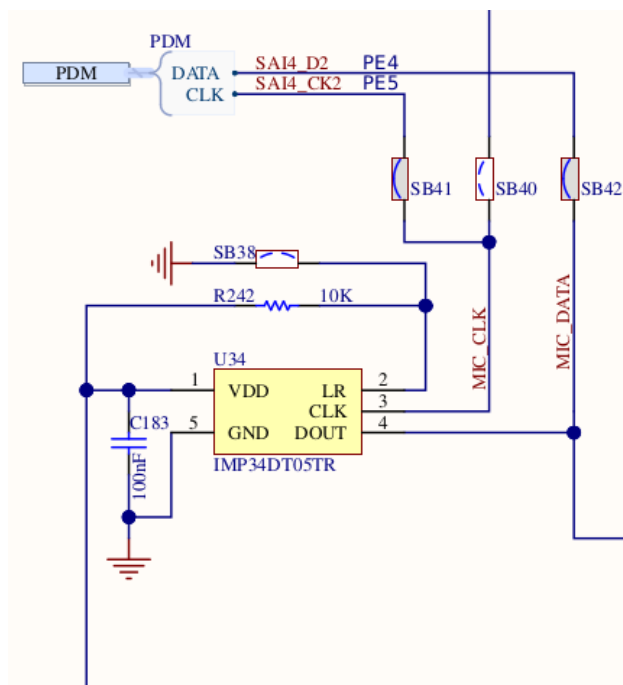 PDM
PDM
DATA
CLK
SAI4_D2 PE4
SAI4_CK2 PE5
SB41
SB40
SB42
SB38
R242 10K
MIC_CLK
MIC_DATA
U34
1 VDD LR 2
CLK 3
5 GND DOUT 4
IMP34DT05TR
C183
100nF